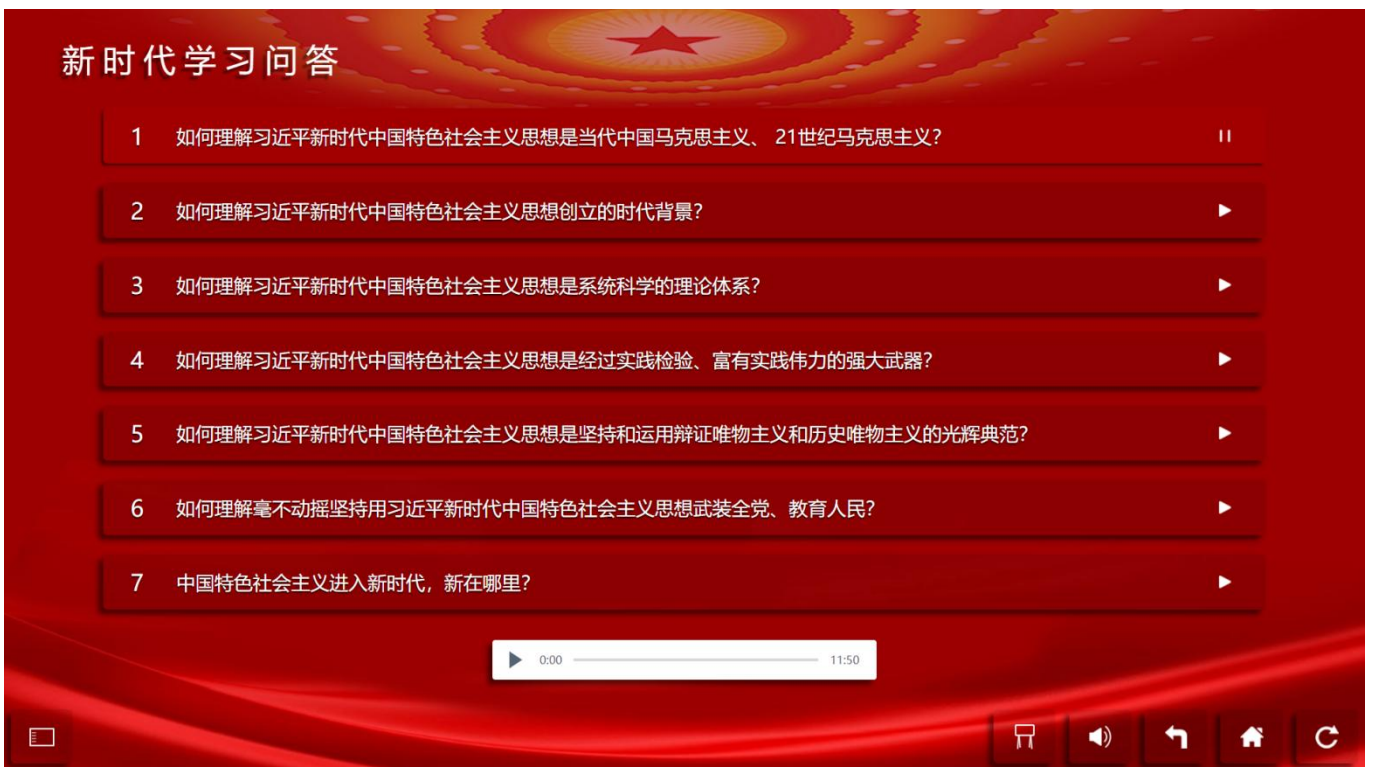 新时代学习问答
1 如何理解习近平新时代中国特色社会主义思想是当代中国马克思主义、 21世纪马克思主义?
2 如何理解习近平新时代中国特色社会主义思想创立的时代背景?
3 如何理解习近平新时代中国特色社会主义思想是系统科学的理论体系?
4 如何理解习近平新时代中国特色社会主义思想是经过实践检验、富有实践伟力的强大武器?
5 如何理解习近平新时代中国特色社会主义思想是坚持和运用辩证唯物主义和历史唯物主义的光辉典范?
6 如何理解毫不动摇坚持用习近平新时代中国特色社会主义思想武装全党、教育人民?
7 中国特色社会主义进入新时代，新在哪里?
0:00 11:50